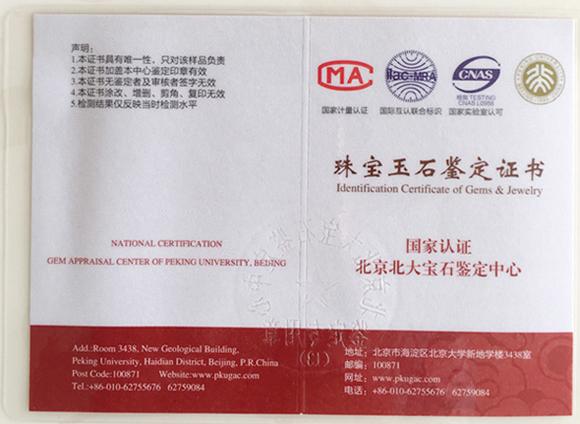 声明:
1.本证书具有唯一性，只对该样品负责
2.本证书加盖本中心鉴定印章有效
3.本证书无鉴定者及审核者签字无效
4.本证书涂改、增删、剪角、复印无效
5.检测结果仅反映当时检测水平
NATIONAL CERTIFICATION
GEM APPRAISAL CENTER OF PEKING UNIVERSITY, BEIJING
Add.:Room 3438, New Geological Building,
Peking University, Haidian District, Beijing, P.R.China
Post Code:100871 Website:www.pkugac.com
Tel.:+86-010-62755676 62759084
MA
ilac-MRA
CNAS
检测 TESTING
CNAS L0958
国家计量认证 国际互认联合标识 国家实验室认可
珠宝玉石鉴定证书
Identification Certificate of Gems & Jewelry
国家认证
北京北大宝石鉴定中心
地址: 北京市海淀区北京大学新地学楼3438室
邮编: 100871
网址: www.pkugac.com
电话: +86-010-62755676 62759084